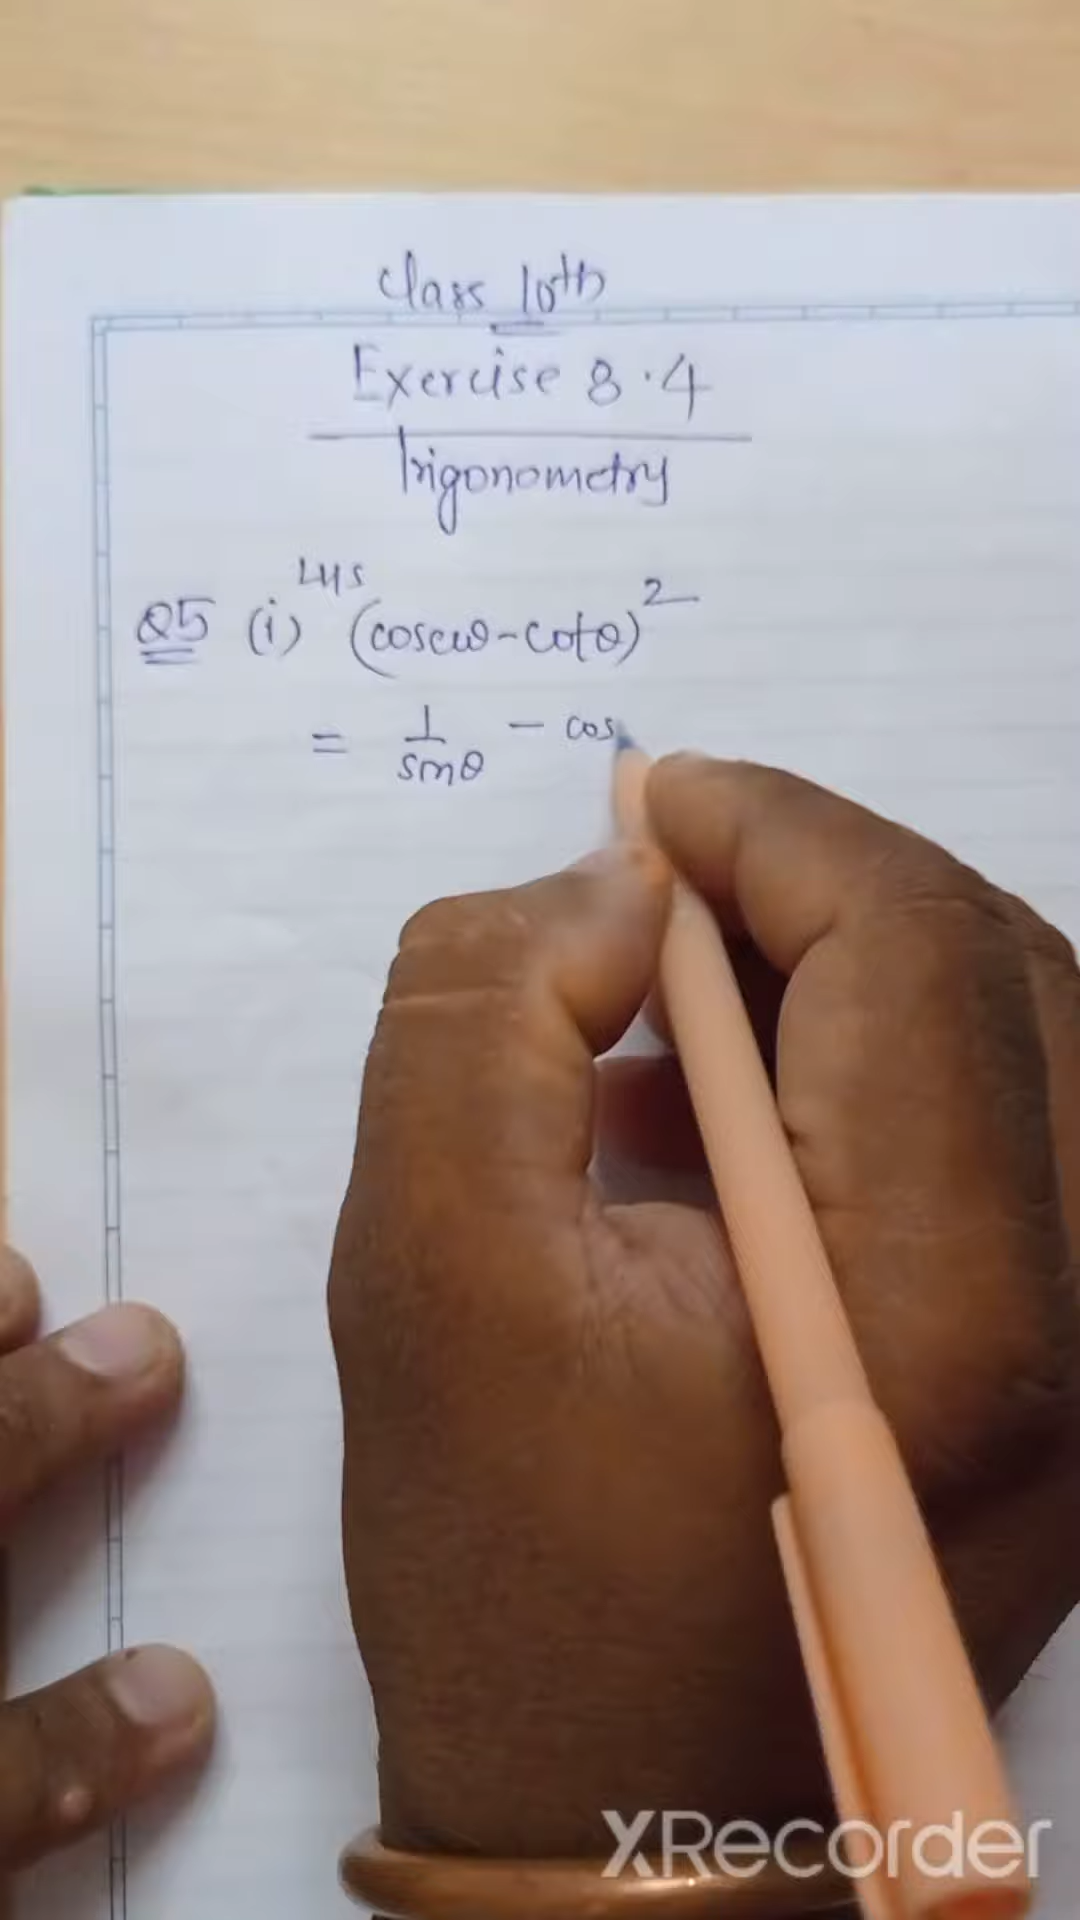 Class 10th
Exercise 8.4
Trigonometry
LHS
Q5 (i) (cosecθ-cotθ)²
= 1/sinθ - cos
XRecorder